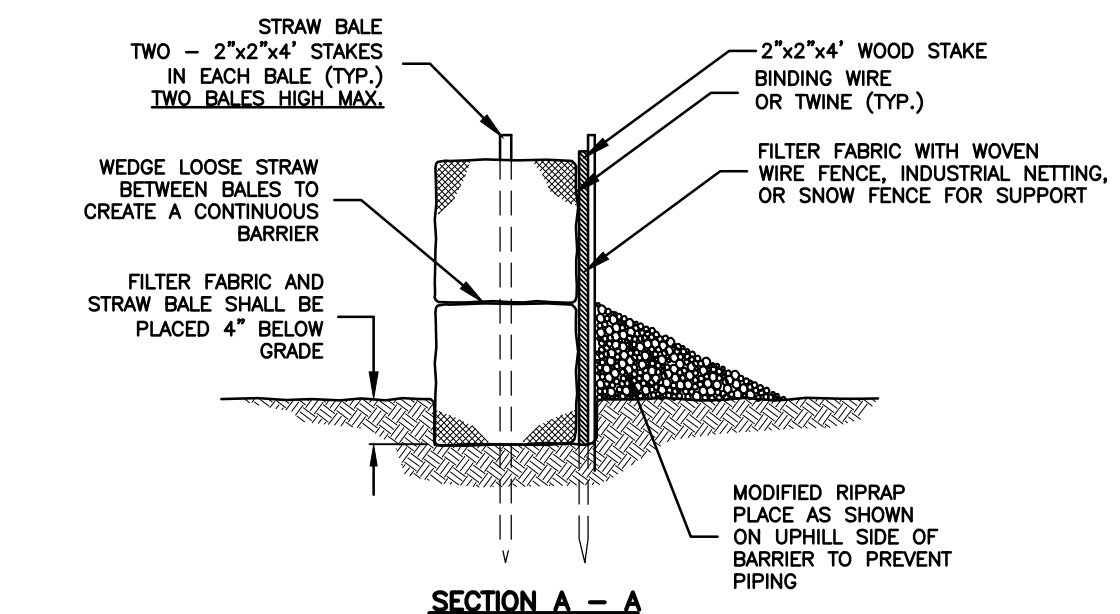 STRAW BALE
TWO – 2"x2"x4' STAKES
IN EACH BALE (TYP.)
TWO BALES HIGH MAX.
WEDGE LOOSE STRAW
BETWEEN BALES TO
CREATE A CONTINUOUS
BARRIER
FILTER FABRIC AND
STRAW BALE SHALL BE
PLACED 4" BELOW
GRADE
2"x2"x4' WOOD STAKE
BINDING WIRE
OR TWINE (TYP.)
FILTER FABRIC WITH WOVEN
WIRE FENCE, INDUSTRIAL NETTING,
OR SNOW FENCE FOR SUPPORT
MODIFIED RIPRAP
PLACE AS SHOWN
ON UPHILL SIDE OF
BARRIER TO PREVENT
PIPING
SECTION A – A